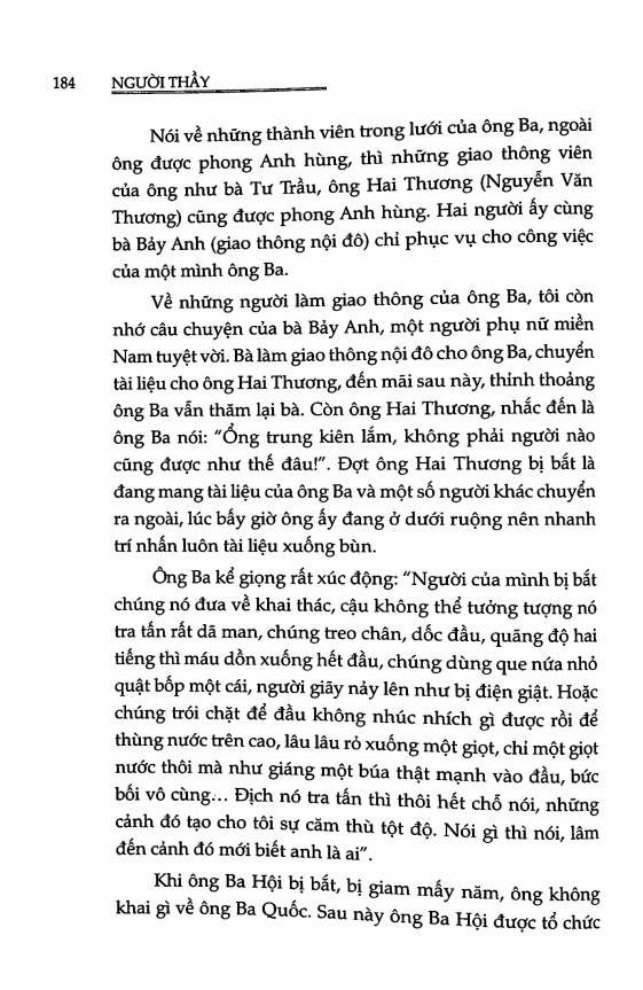 184 NGƯỜI THẦY
Nói về những thành viên trong lưới của ông Ba, ngoài
ông được phong Anh hùng, thì những giao thông viên
của ông như bà Tư Trầu, ông Hai Thương (Nguyễn Văn
Thương) cũng được phong Anh hùng. Hai người ấy cùng
bà Bảy Anh (giao thông nội đô) chỉ phục vụ cho công việc
của một mình ông Ba.
Về những người làm giao thông của ông Ba, tôi còn
nhớ câu chuyện của bà Bảy Anh, một người phụ nữ miền
Nam tuyệt vời. Bà làm giao thông nội đô cho ông Ba, chuyển
tài liệu cho ông Hai Thương, đến mãi sau này, thỉnh thoảng
ông Ba vẫn thăm lại bà. Còn ông Hai Thương, nhắc đến là
ông Ba nói: "Ổng trung kiên lắm, không phải người nào
cũng được như thế đâu!". Đợt ông Hai Thương bị bắt là
đang mang tài liệu của ông Ba và một số người khác chuyển
ra ngoài, lúc bấy giờ ông ấy đang ở dưới ruộng nên nhanh
trí nhấn luôn tài liệu xuống bùn.
Ông Ba kể giọng rất xúc động: "Người của mình bị bắt
chúng nó đưa về khai thác, cậu không thể tưởng tượng nó
tra tấn rất dã man, chúng treo chân, dốc đầu, quãng độ hai
tiếng thì máu dồn xuống hết đầu, chúng dùng que nứa nhỏ
quật bốp một cái, người giãy nảy lên như bị điện giật. Hoặc
chúng trói chặt để đầu không nhúc nhích gì được rồi để
thùng nước trên cao, lâu lâu rỏ xuống một giọt, chỉ một giọt
nước thôi mà như giáng một búa thật mạnh vào đầu, bức
bối vô cùng... Địch nó tra tấn thì thôi hết chỗ nói, những
cảnh đó tạo cho tôi sự căm thù tột độ. Nói gì thì nói, lâm
đến cảnh đó mới biết anh là ai".
Khi ông Ba Hội bị bắt, bị giam mấy năm, ông không
khai gì về ông Ba Quốc. Sau này ông Ba Hội được tổ chức